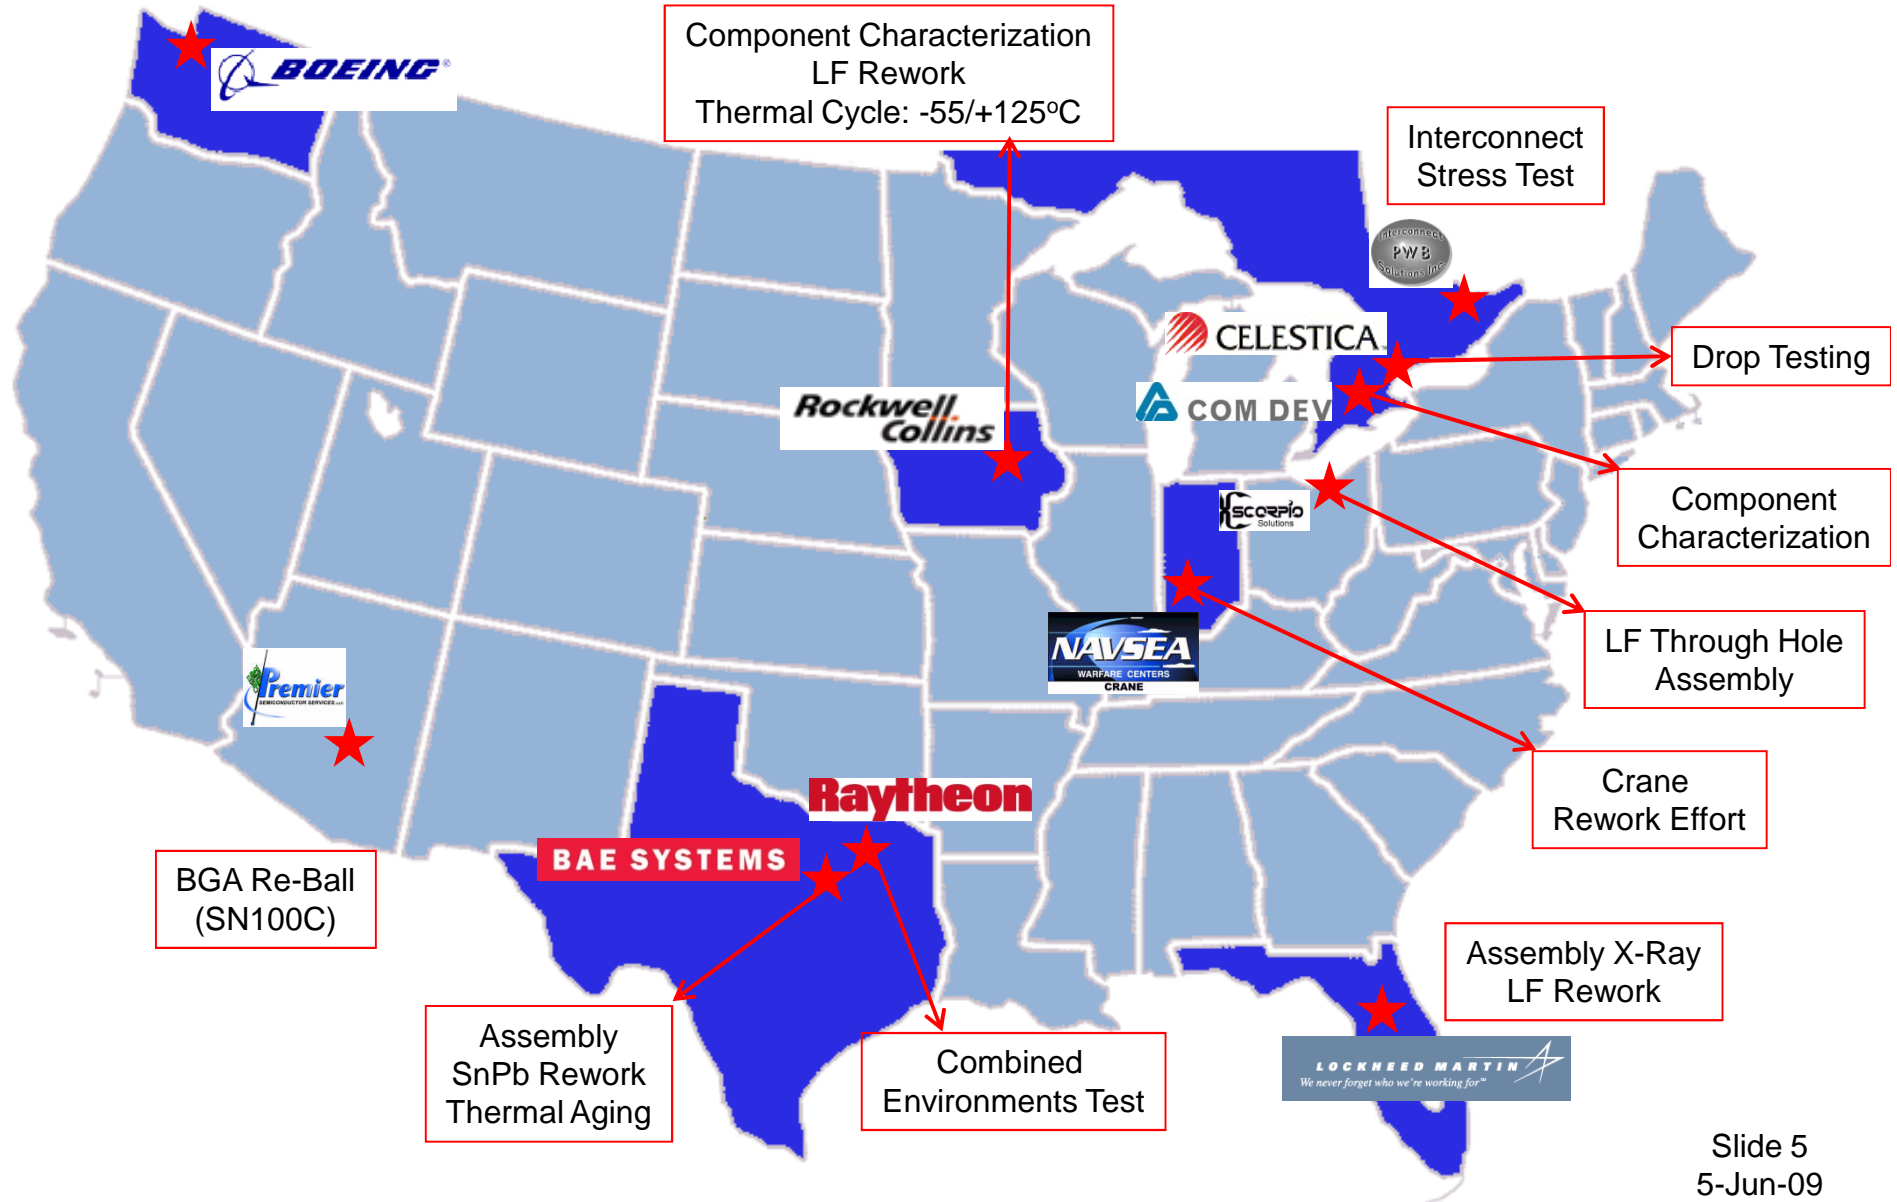 BOEING
Component Characterization
LF Rework
Thermal Cycle: -55/+125ºC
Interconnect
Stress Test
Interconnect
PWB
Solutions Inc.
CELESTICA
Drop Testing
COM DEV
Rockwell
Collins
Component
Characterization
SCORPIO
Solutions
LF Through Hole
Assembly
NAVSEA
WARFARE CENTERS
CRANE
Premier
SEMICONDUCTOR SERVICES
Crane
Rework Effort
Raytheon
BAE SYSTEMS
BGA Re-Ball
(SN100C)
Assembly X-Ray
LF Rework
Assembly
SnPb Rework
Thermal Aging
Combined
Environments Test
LOCKHEED MARTIN
We never forget who we're working for™
Slide 5
5-Jun-09